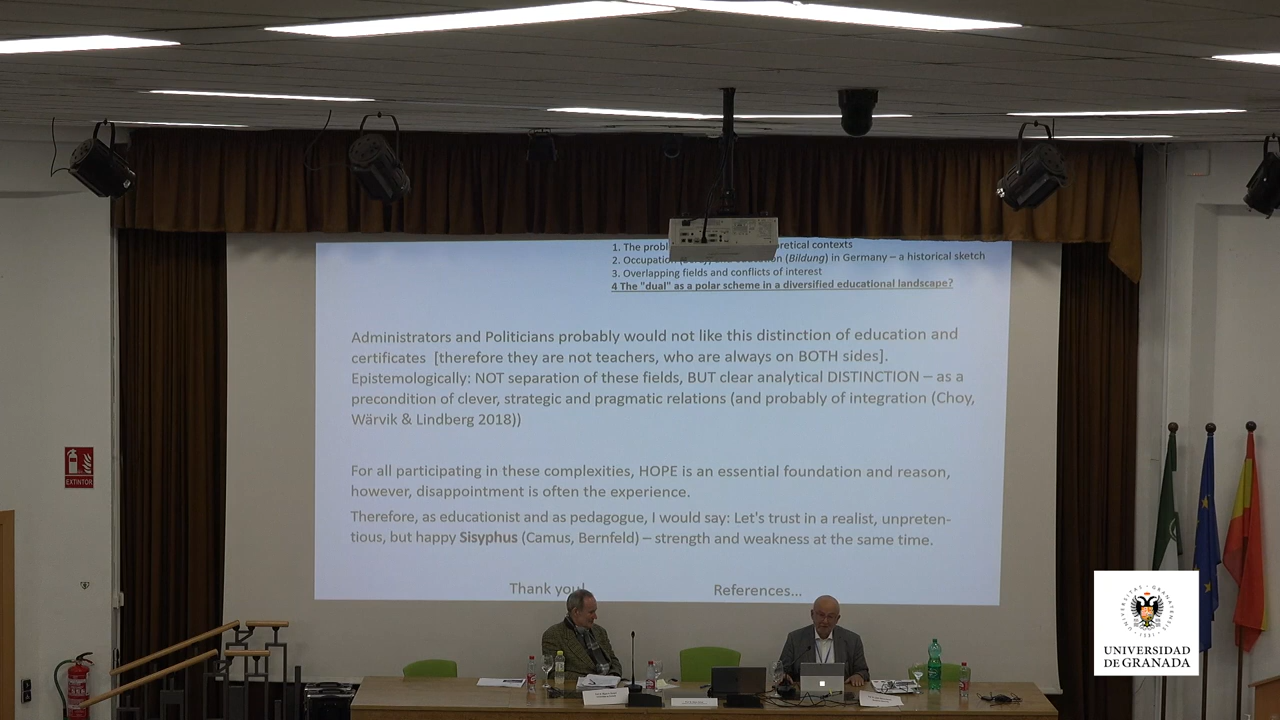 1. The probl oretical contexts
2. Occupation (Bildung) in Germany – a historical sketch
3. Overlapping fields and conflicts of interest
4 The "dual" as a polar scheme in a diversified educational landscape?
Administrators and Politicians probably would not like this distinction of education and
certificates [therefore they are not teachers, who are always on BOTH sides].
Epistemologically: NOT separation of these fields, BUT clear analytical DISTINCTION – as a
precondition of clever, strategic and pragmatic relations (and probably of integration (Choy,
Wärvik & Lindberg 2018))
For all participating in these complexities, HOPE is an essential foundation and reason,
however, disappointment is often the experience.
Therefore, as educationist and as pedagogue, I would say: Let's trust in a realist, unpreten-
tious, but happy Sisyphus (Camus, Bernfeld) – strength and weakness at the same time.
Thank you!
References...
EXTINTOR
UNIVERSIDAD
DE GRANADA